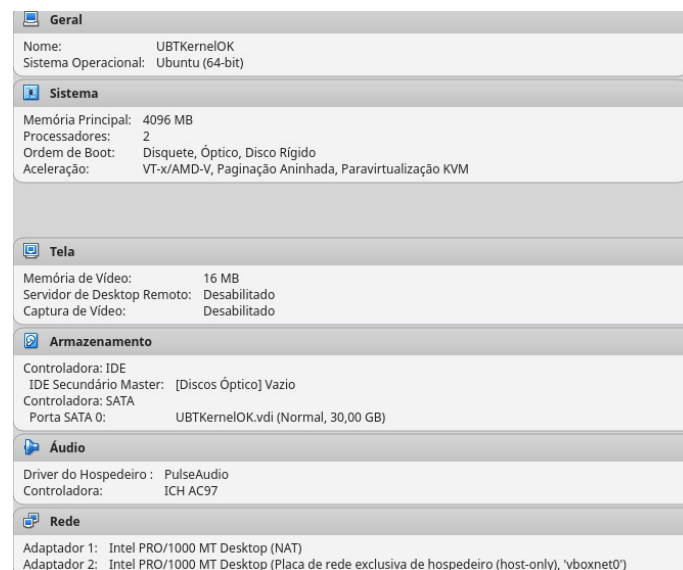 Geral
Nome: UBTKernelOK
Sistema Operacional: Ubuntu (64-bit)
Sistema
Memória Principal: 4096 MB
Processadores: 2
Ordem de Boot: Disquete, Óptico, Disco Rígido
Aceleração: VT-x/AMD-V, Paginação Aninhada, Paravirtualização KVM
Tela
Memória de Vídeo: 16 MB
Servidor de Desktop Remoto: Desabilitado
Captura de Vídeo: Desabilitado
Armazenamento
Controladora: IDE
IDE Secundário Master: [Discos Óptico] Vazio
Controladora: SATA
Porta SATA 0: UBTKernelOK.vdi (Normal, 30,00 GB)
Áudio
Driver do Hospedeiro : PulseAudio
Controladora: ICH AC97
Rede
Adaptador 1: Intel PRO/1000 MT Desktop (NAT)
Adaptador 2: Intel PRO/1000 MT Desktop (Placa de rede exclusiva de hospedeiro (host-only), 'vboxnet0')